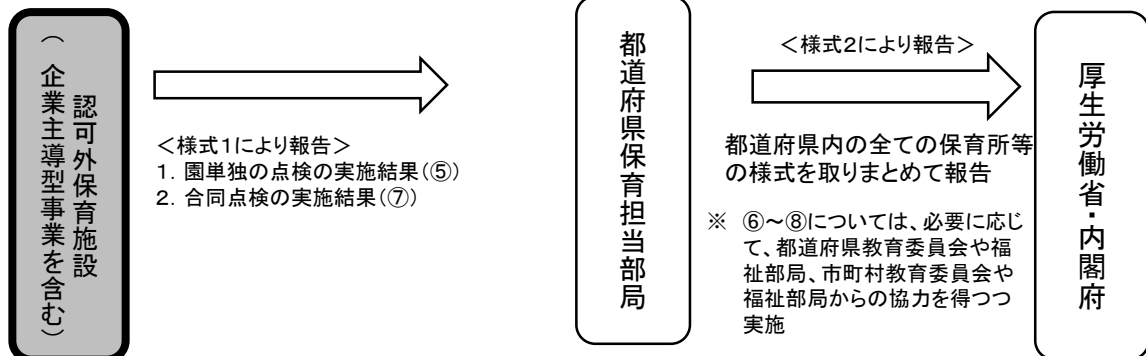 認可外保育施設
（企業主導型事業を含む）
＜様式1により報告＞
1．園単独の点検の実施結果（⑤）
2．合同点検の実施結果（⑦）
都道府県保育担当部局
＜様式2により報告＞
都道府県内の全ての保育所等
の様式を取りまとめて報告
※　⑥～⑧については、必要に応じ
て、都道府県教育委員会や福
祉部局、市町村教育委員会や
福祉部局からの協力を得つつ
実施
厚生労働省・内閣府